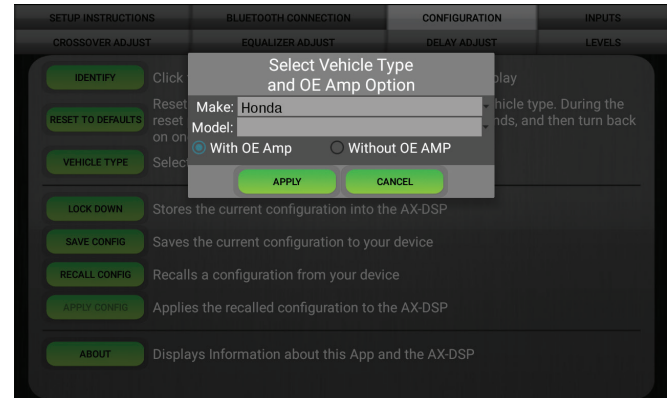 SETUP INSTRUCTIONS BLUETOOTH CONNECTION CONFIGURATION INPUTS
CROSSOVER ADJUST EQUALIZER ADJUST DELAY ADJUST LEVELS
Select Vehicle Type
and OE Amp Option
Make: Honda
Model:
With OE Amp Without OE AMP
APPLY CANCEL
IDENTIFY Click play
RESET TO DEFAULTS Reset hicle type. During the
reset nds, and then turn back
on on
VEHICLE TYPE Select
LOCK DOWN Stores the current configuration into the AX-DSP
SAVE CONFIG Saves the current configuration to your device
RECALL CONFIG Recalls a configuration from your device
APPLY CONFIG Applies the recalled configuration to the AX-DSP
ABOUT Displays Information about this App and the AX-DSP